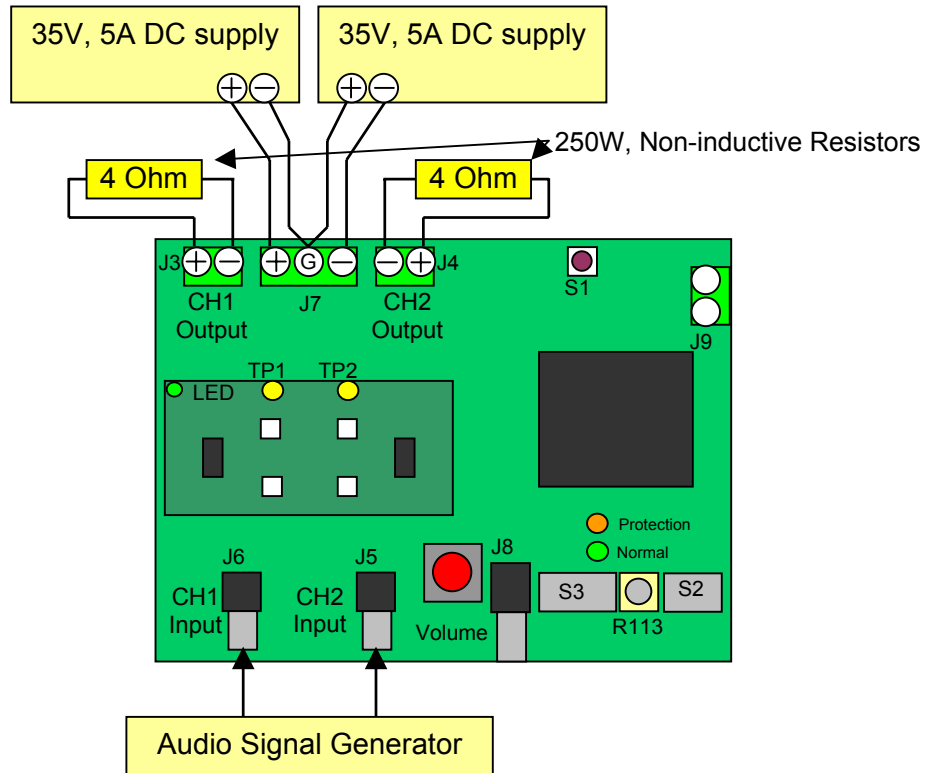 35V, 5A DC supply
35V, 5A DC supply
+ −
+ −
250W, Non-inductive Resistors
4 Ohm
4 Ohm
J3
+ −
+ G −
− +
J4
CH1
Output
J7
CH2
Output
S1
J9
LED
TP1
TP2
Protection
Normal
J6
J5
J8
CH1
Input
CH2
Input
Volume
S3
S2
R113
Audio Signal Generator